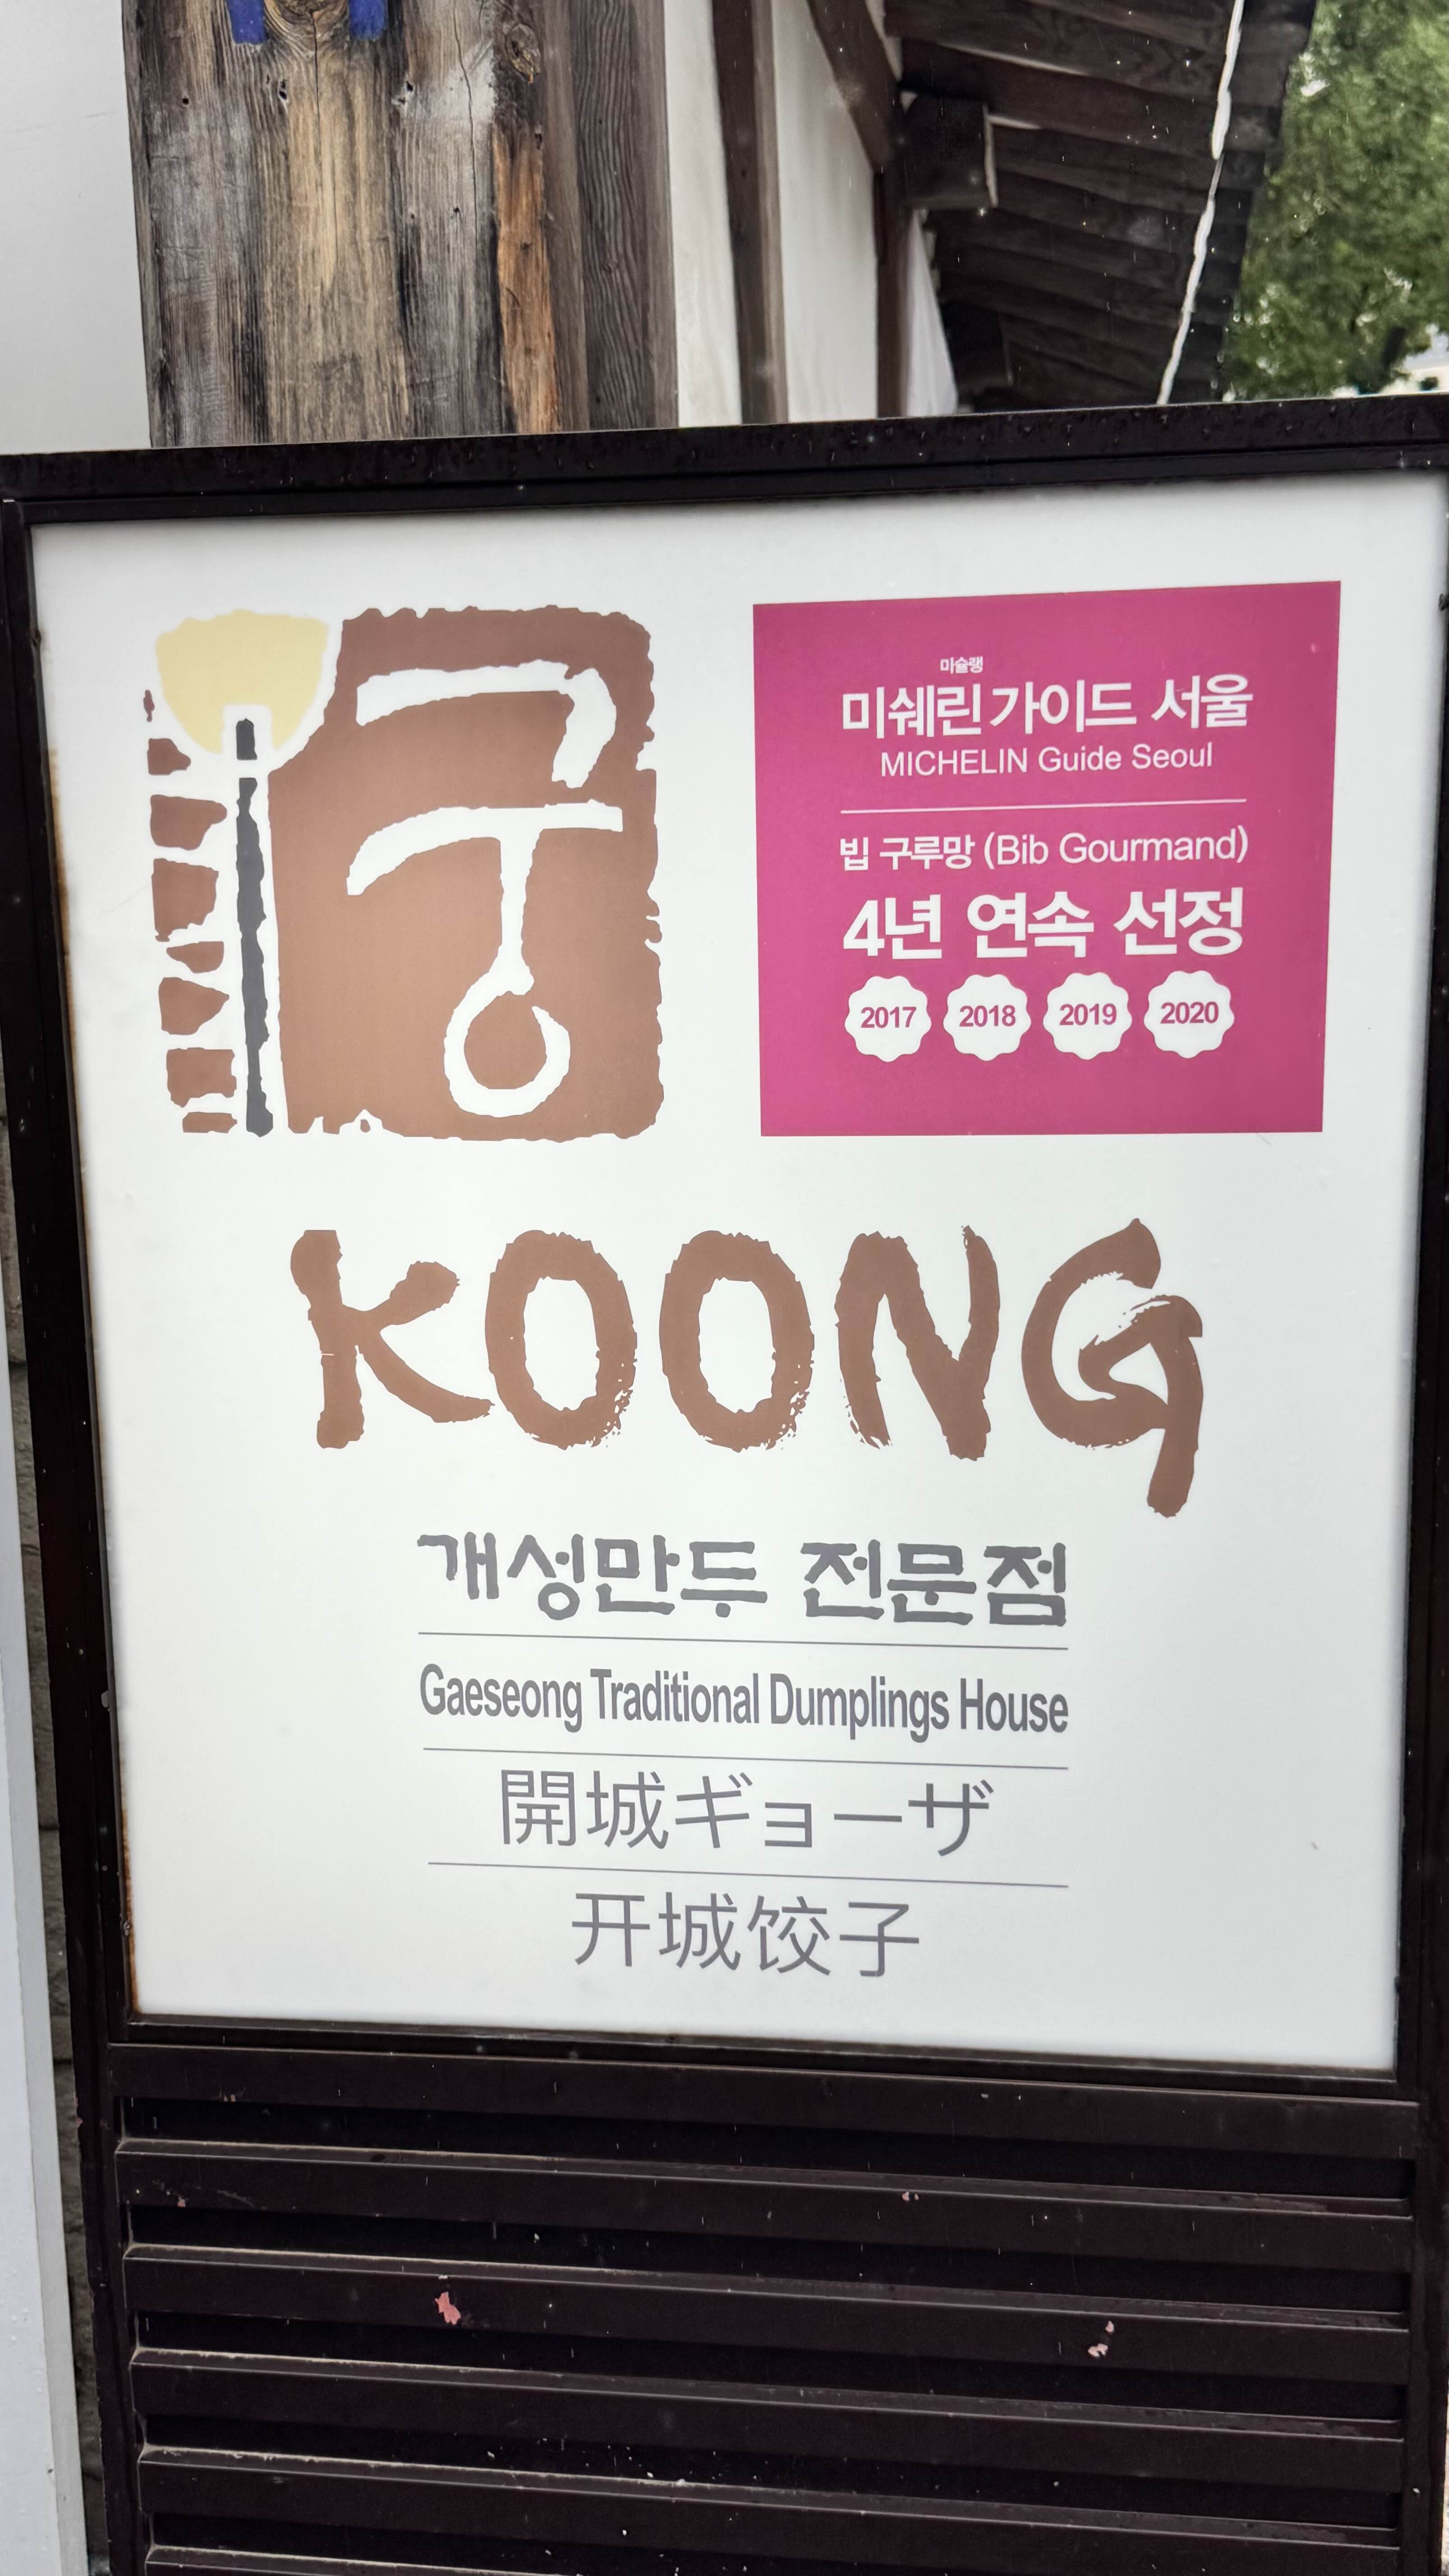 궁
미슐랭
미쉐린 가이드 서울
MICHELIN Guide Seoul
빕 구루망 (Bib Gourmand)
4년 연속 선정
2017 2018 2019 2020
KOONG
개성만두 전문점
Gaeseong Traditional Dumplings House
開城ギョーザ
开城饺子